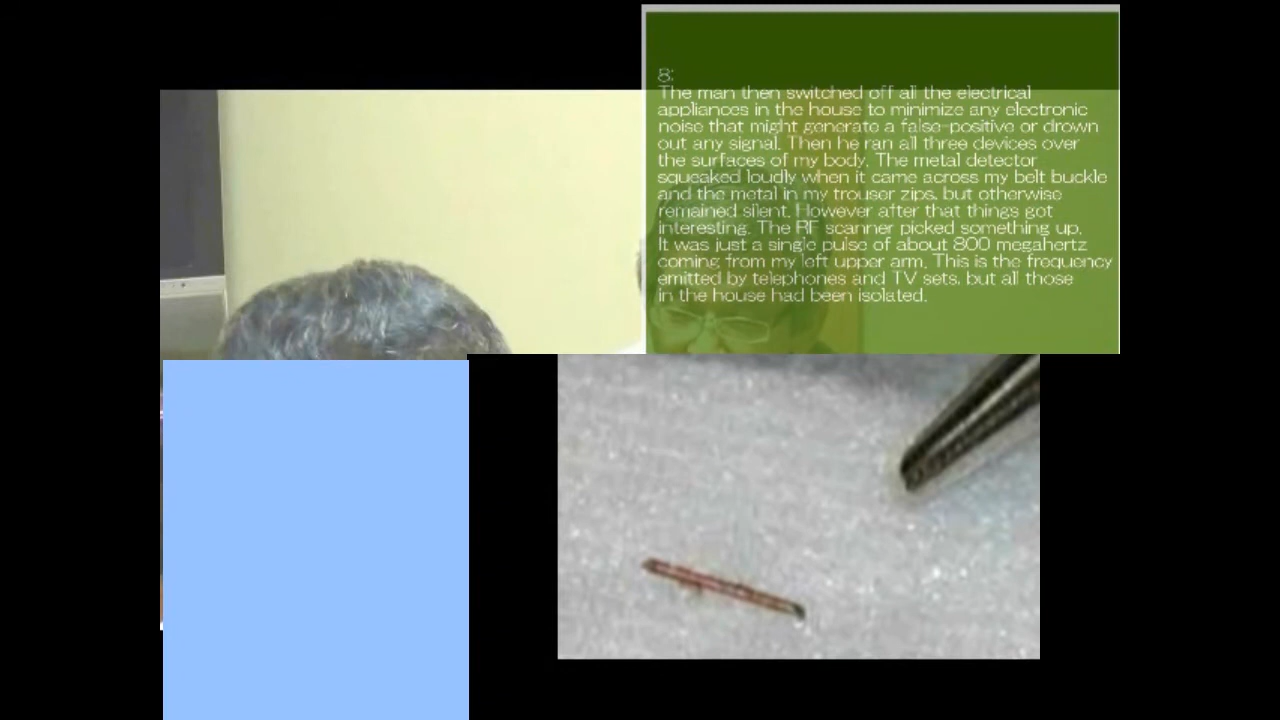 8:
The man then switched off all the electrical
appliances in the house to minimize any electronic
noise that might generate a false-positive or drown
out any signal. Then he ran all three devices over
the surfaces of my body. The metal detector
squeaked loudly when it came across my belt buckle
and the metal in my trouser zips, but otherwise
remained silent. However after that things got
interesting. The RF scanner picked something up.
It was just a single pulse of about 800 megahertz
coming from my left upper arm. This is the frequency
emitted by telephones and TV sets, but all those
in the house had been isolated.